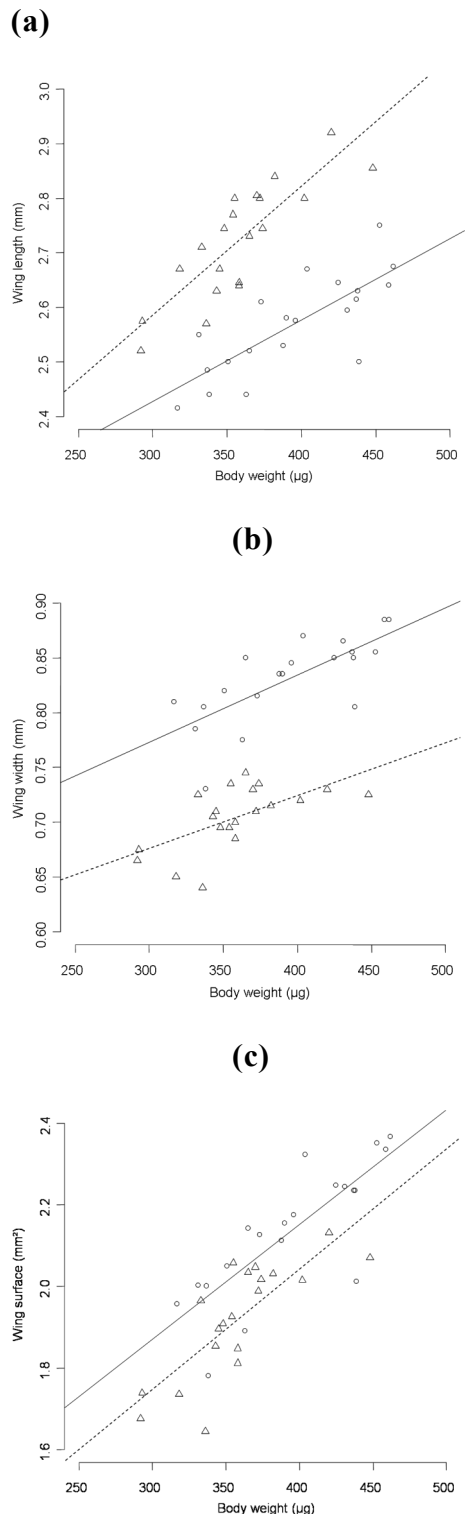 (a)
3.0
2.9
2.8
2.7
2.6
2.5
2.4
Wing length (mm)
250 300 350 400 450 500
Body weight (µg)
(b)
0.90
0.85
0.80
0.75
0.70
0.65
0.60
Wing width (mm)
250 300 350 400 450 500
Body weight (µg)
(c)
2.4
2.2
2.0
1.8
1.6
Wing surface (mm²)
250 300 350 400 450 500
Body weight (µg)